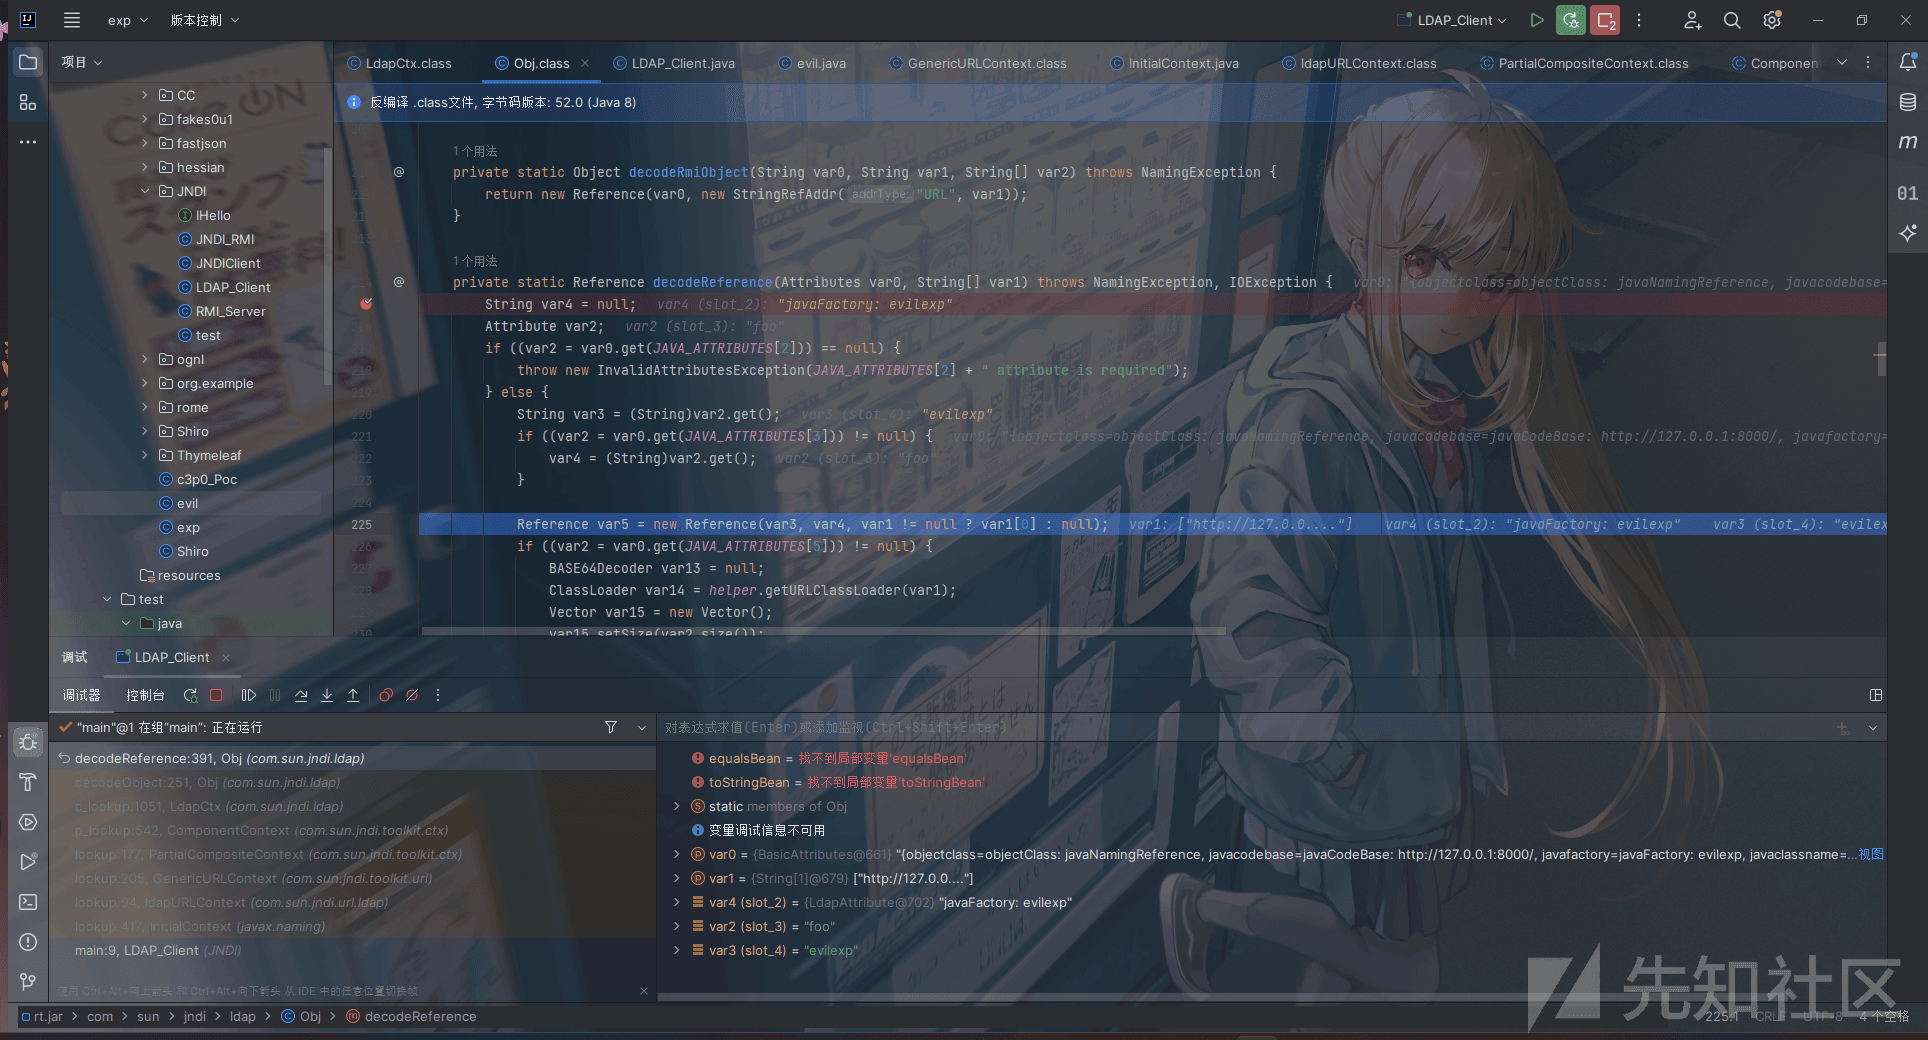 exp
版本控制
LDAP_Client
项目
LdapCtx.class
Obj.class
LDAP_Client.java
evil.java
GenericURLContext.class
InitialContext.java
ldapURLContext.class
PartialCompositeContext.class
Componen
反编译 .class文件, 字节码版本: 52.0 (Java 8)
CC
fakes0u1
fastjson
hessian
JNDI
IHello
JNDI_RMI
JNDIClient
LDAP_Client
RMI_Server
test
ognl
org.example
rome
Shiro
Thymeleaf
c3p0_Poc
evil
exp
Shiro
resources
test
java
1个用法
private static Object decodeRmiObject(String var0, String var1, String[] var2) throws NamingException {
return new Reference(var0, new StringRefAddr( addrType: "URL", var1));
}
1个用法
private static Reference decodeReference(Attributes var0, String[] var1) throws NamingException, IOException {   var0: "{objectclass=objectClass: javaNamingReference, javacodebase=
String var4 = null;   var4 (slot_2): "javaFactory: evilexp"
Attribute var2;   var2 (slot_3): "foo"
if ((var2 = var0.get(JAVA_ATTRIBUTES[2])) == null) {
throw new InvalidAttributesException(JAVA_ATTRIBUTES[2] + " attribute is required");
219 } else {
220 String var3 = (String)var2.get();   var3 (slot_4): "evilexp"
221 if ((var2 = var0.get(JAVA_ATTRIBUTES[3])) != null) {   var0: "{objectclass=objectClass: javaNamingReference, javacodebase=javaCodeBase: http://127.0.0.1:8000/, javafactory=
222 var4 = (String)var2.get();   var2 (slot_3): "foo"
223 }
224
225 Reference var5 = new Reference(var3, var4, var1 != null ? var1[0] : null);   var1: ["http://127.0.0...."]   var4 (slot_2): "javaFactory: evilexp"   var3 (slot_4): "evilex
226 if ((var2 = var0.get(JAVA_ATTRIBUTES[5])) != null) {
227 BASE64Decoder var13 = null;
228 ClassLoader var14 = helper.getURLClassLoader(var1);
229 Vector var15 = new Vector();
230 var15.setSize(var2.size());
调试
LDAP_Client
调试器
控制台
"main"@1 在组"main": 正在运行
对表达式求值(Enter)或添加监视(Ctrl+Shift+Enter)
decodeReference:391, Obj (com.sun.jndi.ldap)
decodeObject:251, Obj (com.sun.jndi.ldap)
c_lookup:1051, LdapCtx (com.sun.jndi.ldap)
p_lookup:542, ComponentContext (com.sun.jndi.toolkit.ctx)
lookup:177, PartialCompositeContext (com.sun.jndi.toolkit.ctx)
lookup:205, GenericURLContext (com.sun.jndi.toolkit.url)
lookup:94, ldapURLContext (com.sun.jndi.url.ldap)
lookup:417, InitialContext (javax.naming)
main:9, LDAP_Client (JNDI)
使用 Ctrl+Alt+向上箭头 和 Ctrl+Alt+向下箭头 从 IDE 中的任意位置切换帧
equalsBean = 找不到局部变量'equalsBean'
toStringBean = 找不到局部变量'toStringBean'
static members of Obj
变量调试信息不可用
var0 = {BasicAttributes@661} "{objectclass=objectClass: javaNamingReference, javacodebase=javaCodeBase: http://127.0.0.1:8000/, javafactory=javaFactory: evilexp, javaclassname=...视图
var1 = {String[1]@679} ["http://127.0.0...."]
var4 (slot_2) = {LdapAttribute@702} "javaFactory: evilexp"
var2 (slot_3) = "foo"
var3 (slot_4) = "evilexp"
rt.jar > com > sun > jndi > ldap > Obj > decodeReference
225:1 CRLF UTF-8 4 个空格
先知社区